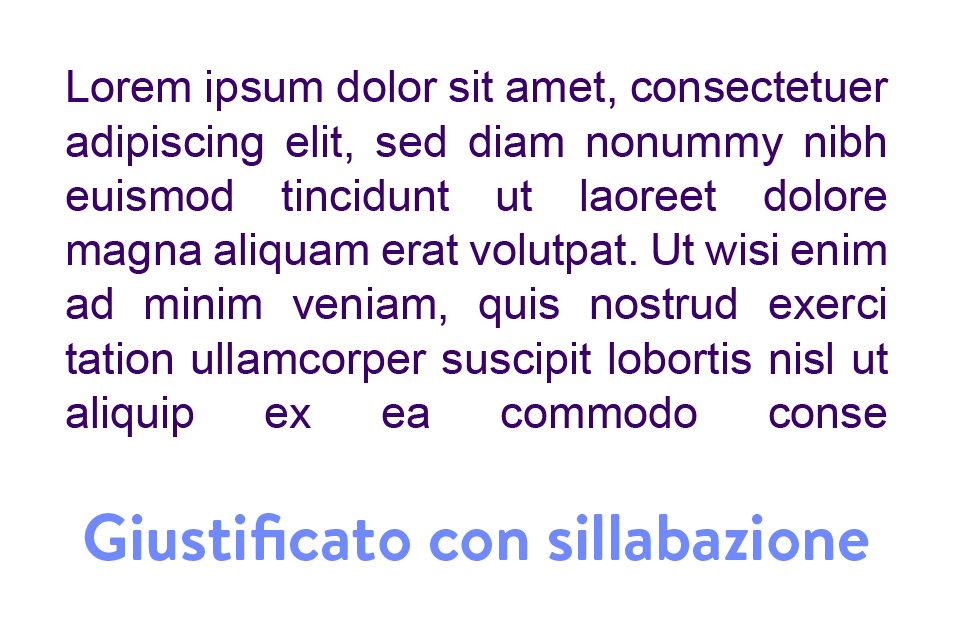 Lorem ipsum dolor sit amet, consectetuer
adipiscing elit, sed diam nonummy nibh
euismod tincidunt ut laoreet dolore
magna aliquam erat volutpat. Ut wisi enim
ad minim veniam, quis nostrud exerci
tation ullamcorper suscipit lobortis nisl ut
aliquip ex ea commodo conse
Giustificato con sillabazione